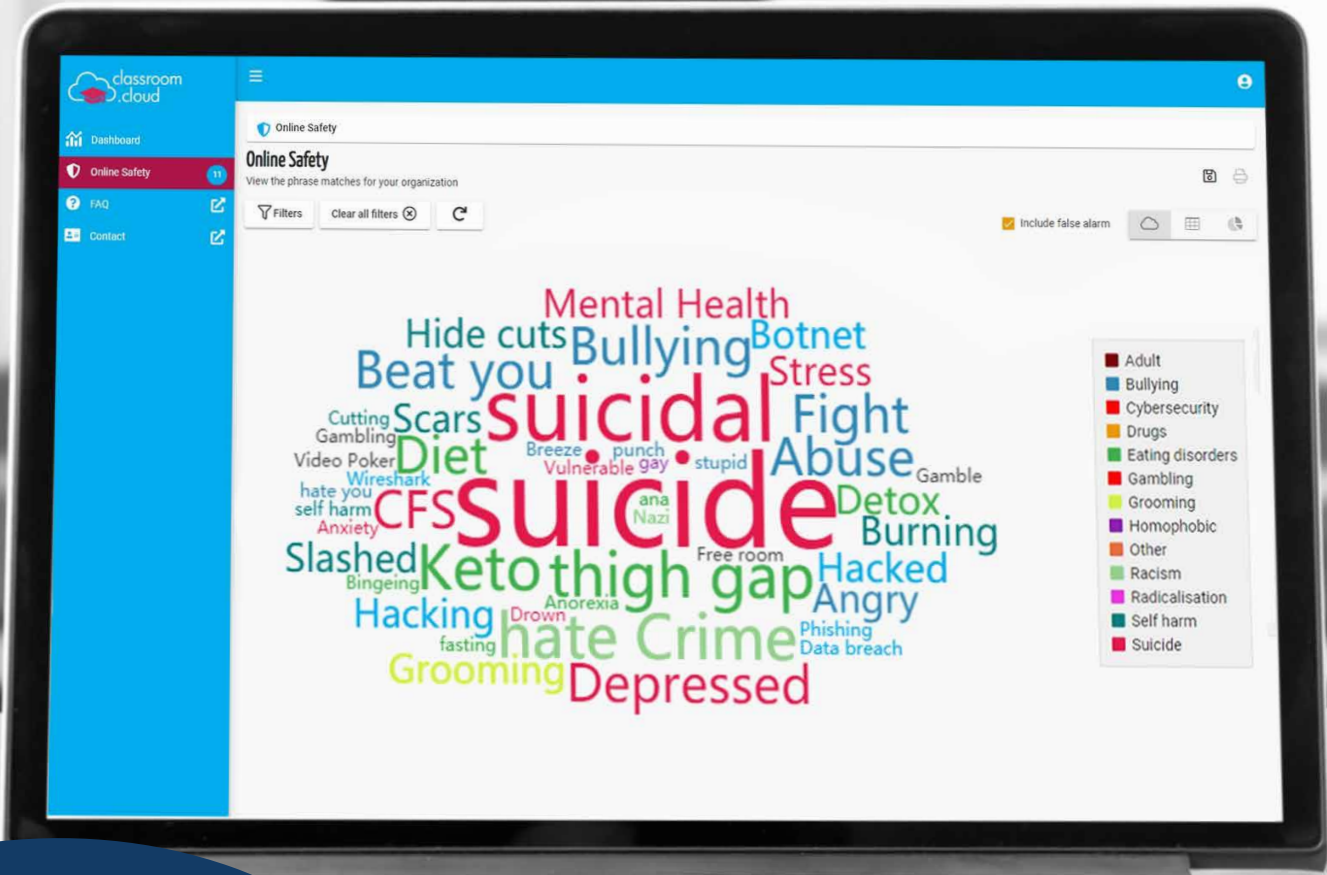 classroom
.cloud
Dashboard
Online Safety 11
FAQ
Contact
Online Safety
Online Safety
View the phrase matches for your organization
Filters
Clear all filters
Include false alarm
Mental Health
Hide cuts
Bullying
Botnet
Beat you
Stress
suicidal
Fight
Cutting
Scars
Gambling
Diet
Breeze
punch
Abuse
Video Poker
Vulnerable
gay
stupid
Gamble
Wireshark
hate you
suicide
ana
Detox
self harm
CFS
Nazi
Anxiety
Burning
Slashed
Keto
thigh gap
Free room
Hacked
Bingeing
Anorexia
Angry
Hacking
Drown
hate Crime
Phishing
fasting
Data breach
Grooming
Depressed
Adult
Bullying
Cybersecurity
Drugs
Eating disorders
Gambling
Grooming
Homophobic
Other
Racism
Radicalisation
Self harm
Suicide